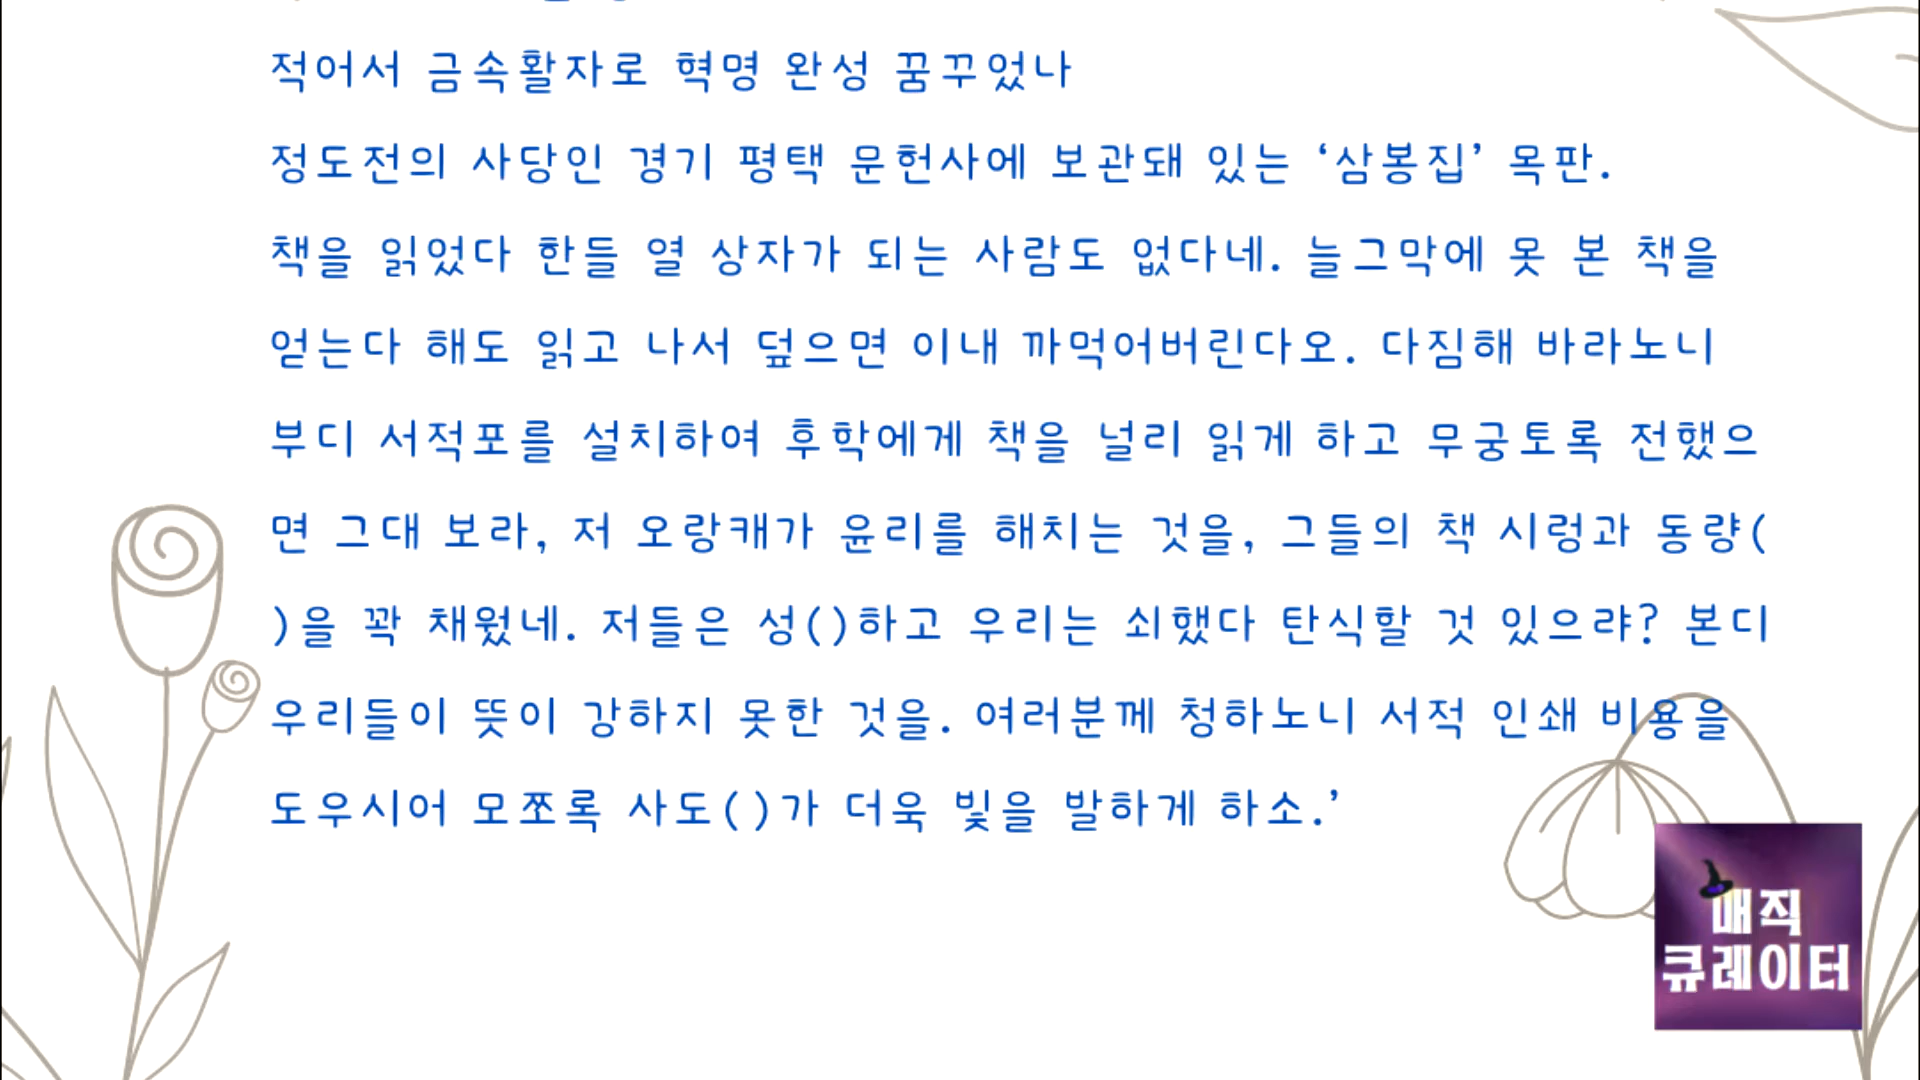 적어서 금속활자로 혁명 완성 꿈꾸었나
정도전의 사당인 경기 평택 문헌사에 보관돼 있는 ‘삼봉집’ 목판.
책을 읽었다 한들 열 상자가 되는 사람도 없다네. 늘그막에 못 본 책을
얻는다 해도 읽고 나서 덮으면 이내 까먹어버린다오. 다짐해 바라노니
부디 서적포를 설치하여 후학에게 책을 널리 읽게 하고 무궁토록 전했으
면 그대 보라, 저 오랑캐가 윤리를 해치는 것을, 그들의 책 시렁과 동량(
)을 꽉 채웠네. 저들은 성()하고 우리는 쇠했다 탄식할 것 있으랴? 본디
우리들이 뜻이 강하지 못한 것을. 여러분께 청하노니 서적 인쇄 비용을
도우시어 모쪼록 사도()가 더욱 빛을 발하게 하소.’
매직
큐레이터